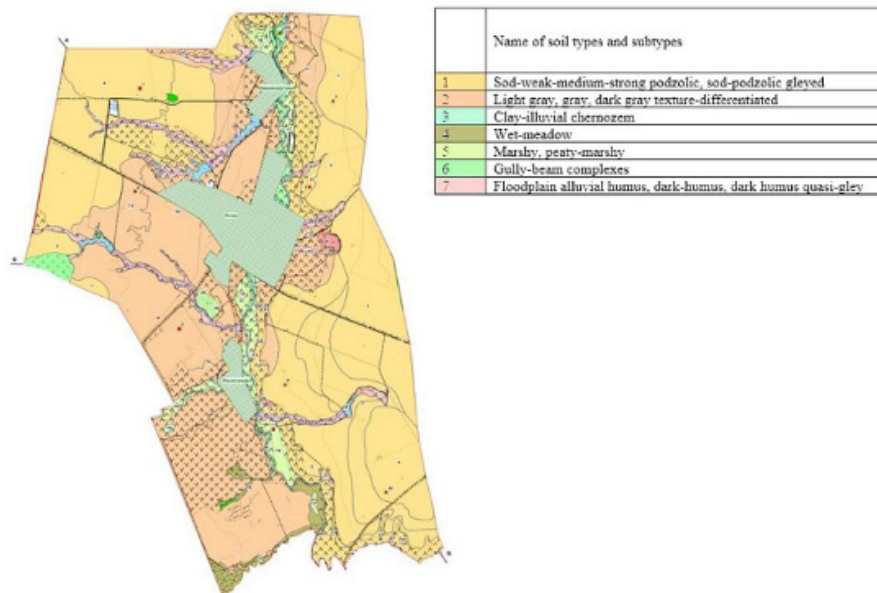 Name of soil types and subtypes
1 Sod-weak-medium-strong podzolic, sod-podzolic gleyed
2 Light gray, gray, dark gray texture-differentiated
3 Clay-illuvial chernozem
4 Wet-meadow
5 Marshy, peaty-marshy
6 Gully-beam complexes
7 Floodplain alluvial humus, dark-humus, dark humus quasi-gley